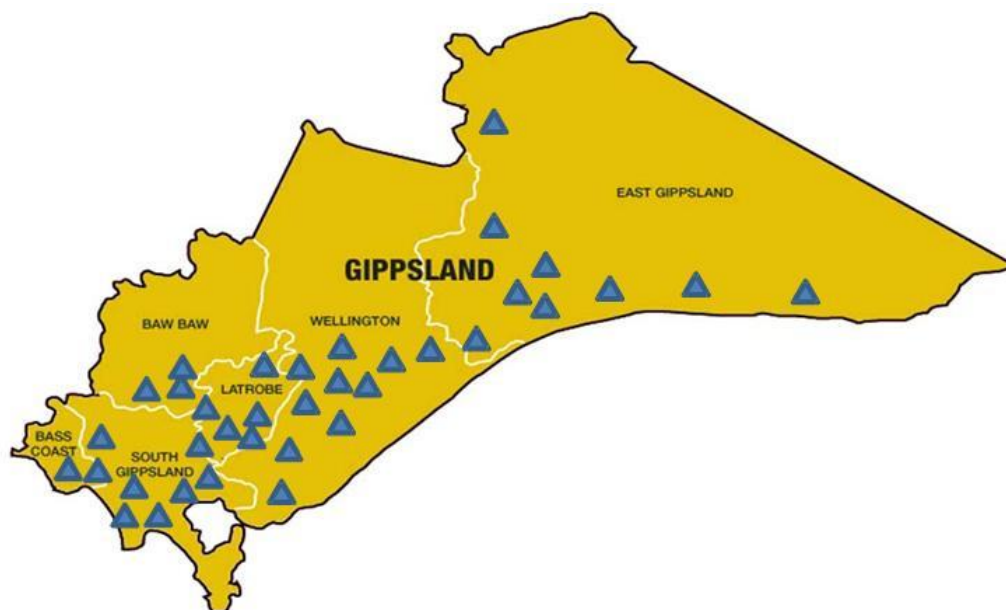 EAST GIPPSLAND
GIPPSLAND
WELLINGTON
BAW BAW
LATROBE
BASS
COAST
SOUTH
GIPPSLAND